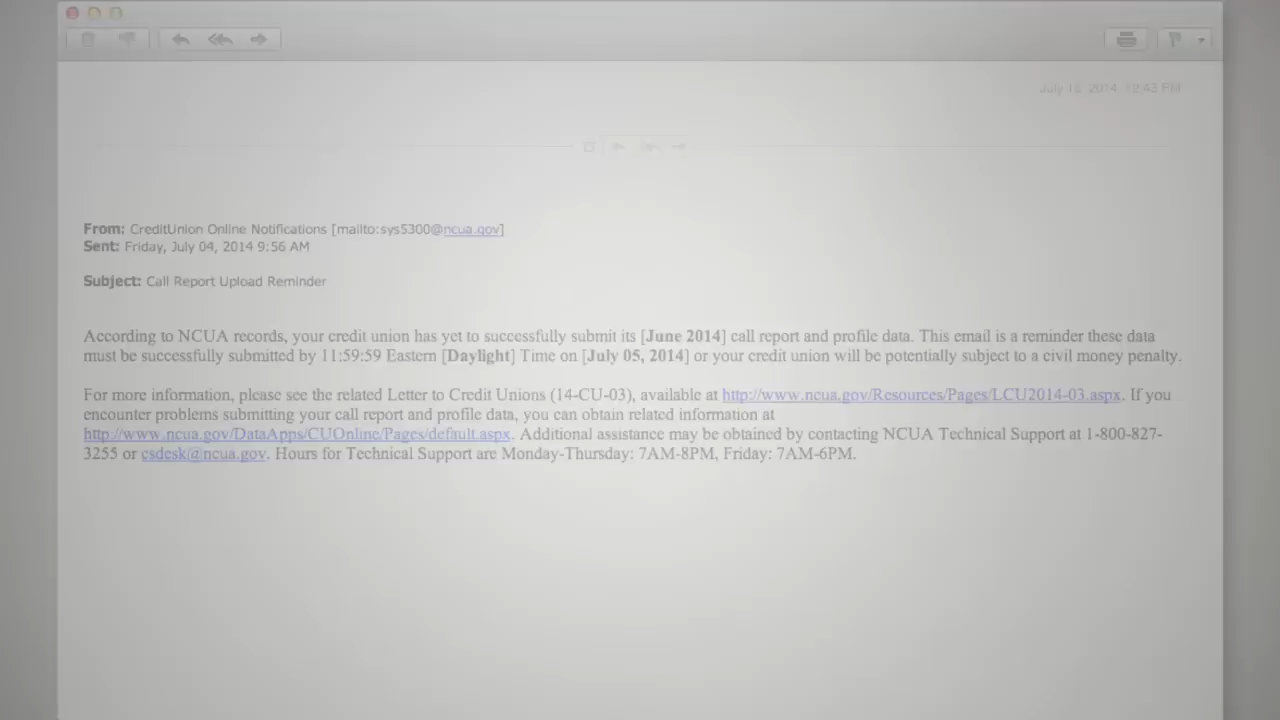 July 15, 2014, 12:43 PM
From: CreditUnion Online Notifications [mailto:sys5300@ncua.gov]
Sent: Friday, July 04, 2014 9:56 AM
Subject: Call Report Upload Reminder
According to NCUA records, your credit union has yet to successfully submit its [June 2014] call report and profile data. This email is a reminder these data
must be successfully submitted by 11:59:59 Eastern [Daylight] Time on [July 05, 2014] or your credit union will be potentially subject to a civil money penalty.
For more information, please see the related Letter to Credit Unions (14-CU-03), available at http://www.ncua.gov/Resources/Pages/LCU2014-03.aspx. If you
encounter problems submitting your call report and profile data, you can obtain related information at
http://www.ncua.gov/DataApps/CUOnline/Pages/default.aspx. Additional assistance may be obtained by contacting NCUA Technical Support at 1-800-827-
3255 or csdesk@ncua.gov. Hours for Technical Support are Monday-Thursday: 7AM-8PM, Friday: 7AM-6PM.